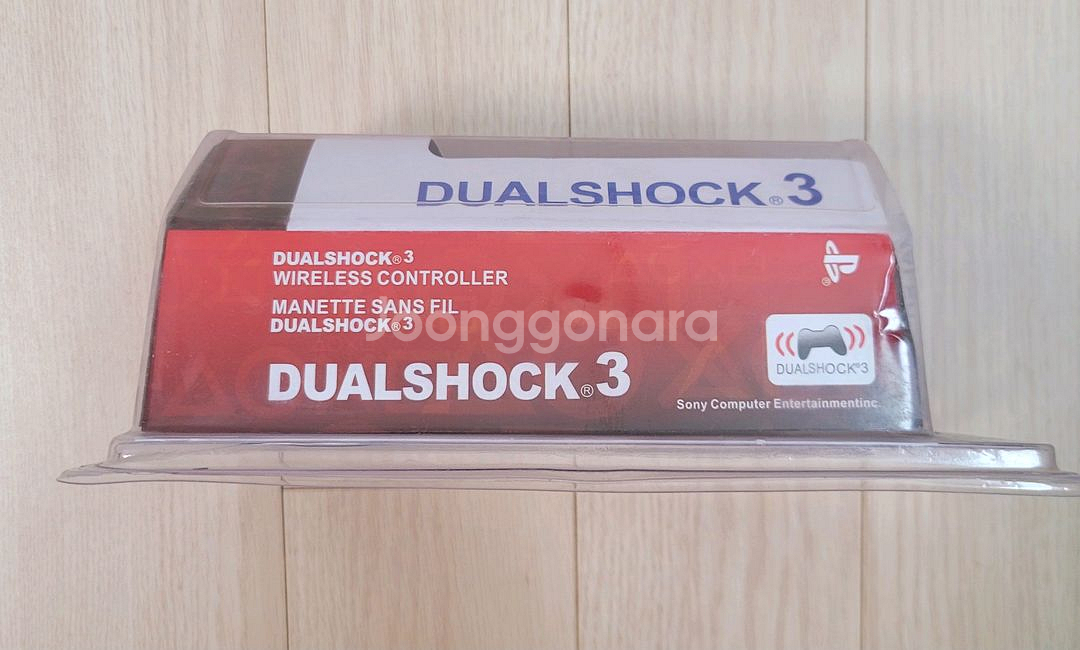 DUALSHOCK®3
DUALSHOCK®3
WIRELESS CONTROLLER
MANETTE SANS FIL
DUALSHOCK®3
Joonggonara
DUALSHOCK®3
DUALSHOCK®3
Sony Computer Entertainmentinc.